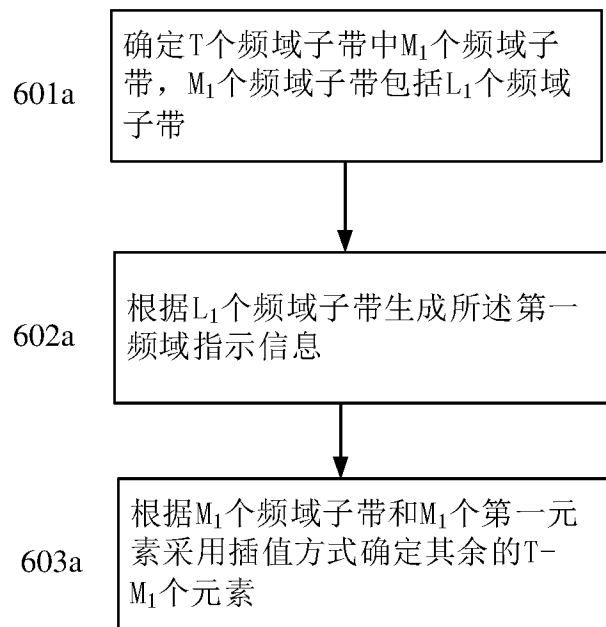 601a
确定T个频域子带中M₁个频域子
带，M₁个频域子带包括L₁个频域
子带
602a
根据L₁个频域子带生成所述第一
频域指示信息
603a
根据M₁个频域子带和M₁个第一元
素采用插值方式确定其余的T-
M₁个元素